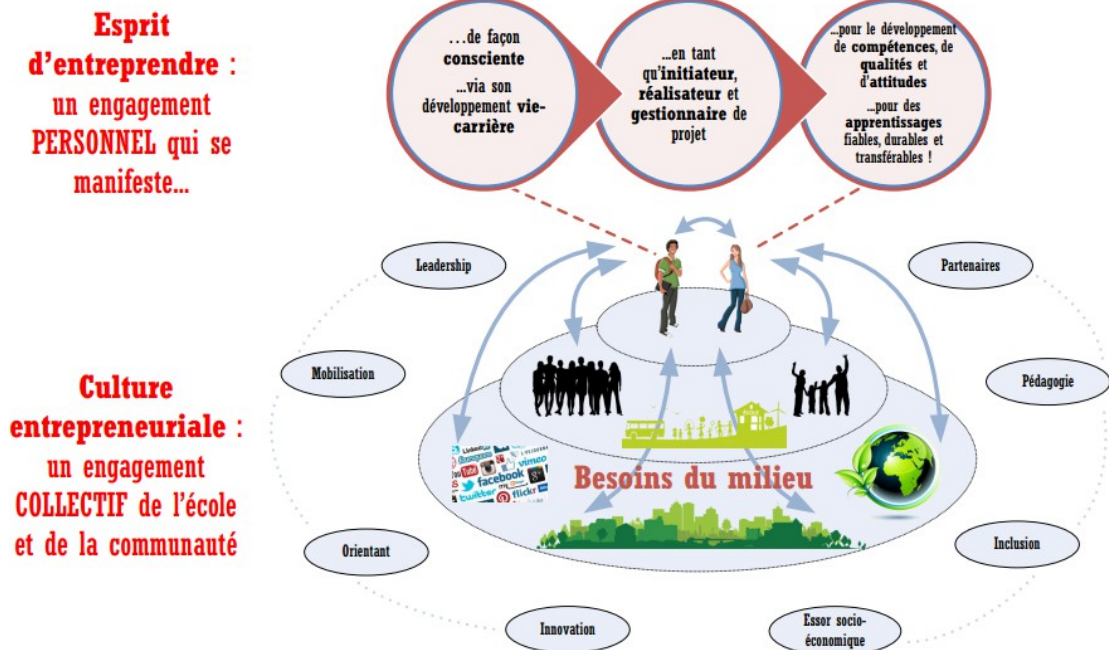 Esprit
d'entreprendre :
un engagement
PERSONNEL qui se
manifeste...
...de façon
consciente
...via son
développement vie-
carrière
...en tant
qu'initiateur,
réalisateur et
gestionnaire de
projet
...pour le développement
de compétences, de
qualités et
d'attitudes
...pour des
apprentissages
fiables, durables et
transférables !
Leadership
Partenaires
Mobilisation
Pédagogie
Culture
entrepreneuriale :
un engagement
COLLECTIF de l'école
et de la communauté
foursquare
You Tube
vimeo
facebook
twitter
flickr
Besoins du milieu
Orientant
Inclusion
Innovation
Essor socio-
économique